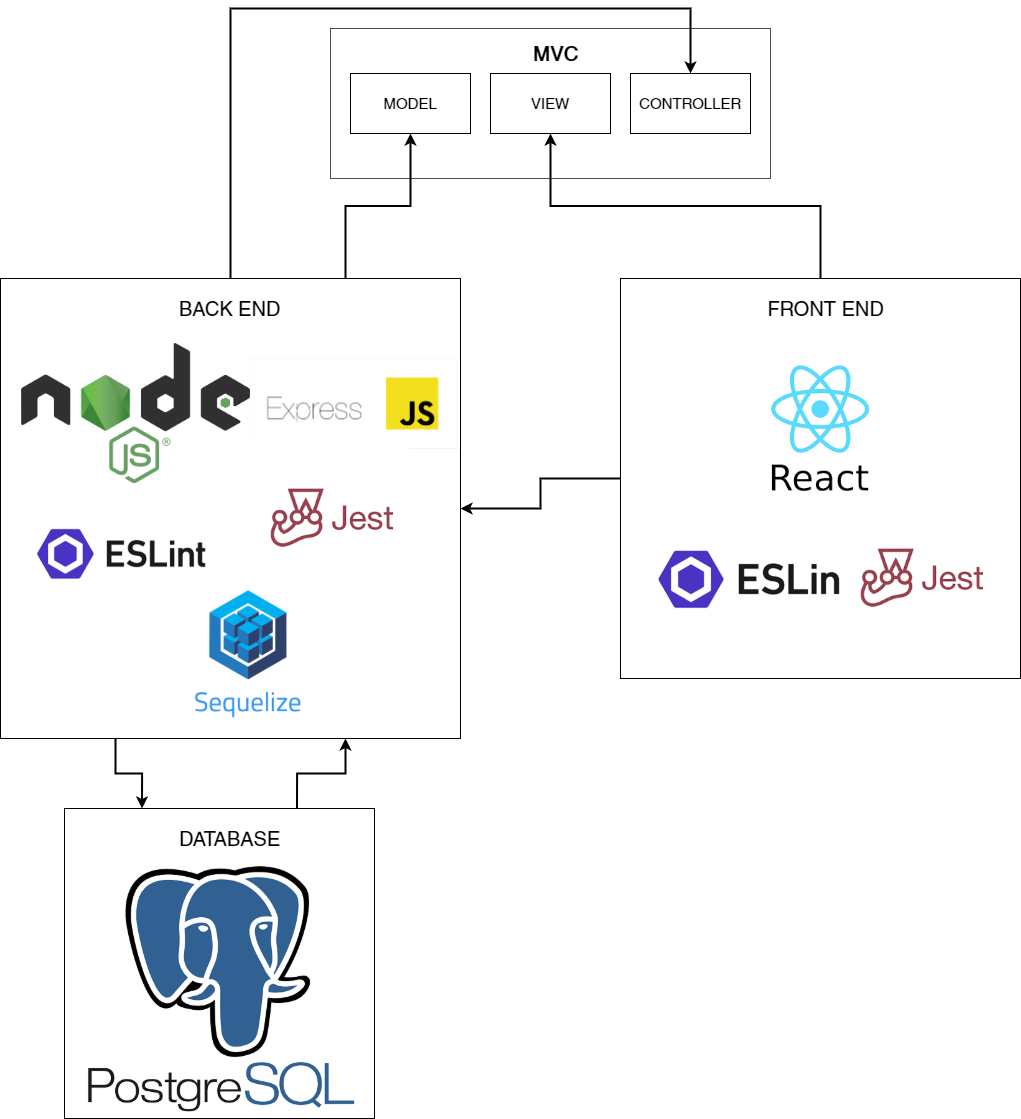 MVC
MODEL
VIEW
CONTROLLER
BACK END
FRONT END
node
JS®
Express
JS
React
Jest
ESLint
ESLin
Jest
Sequelize
DATABASE
PostgreSQL